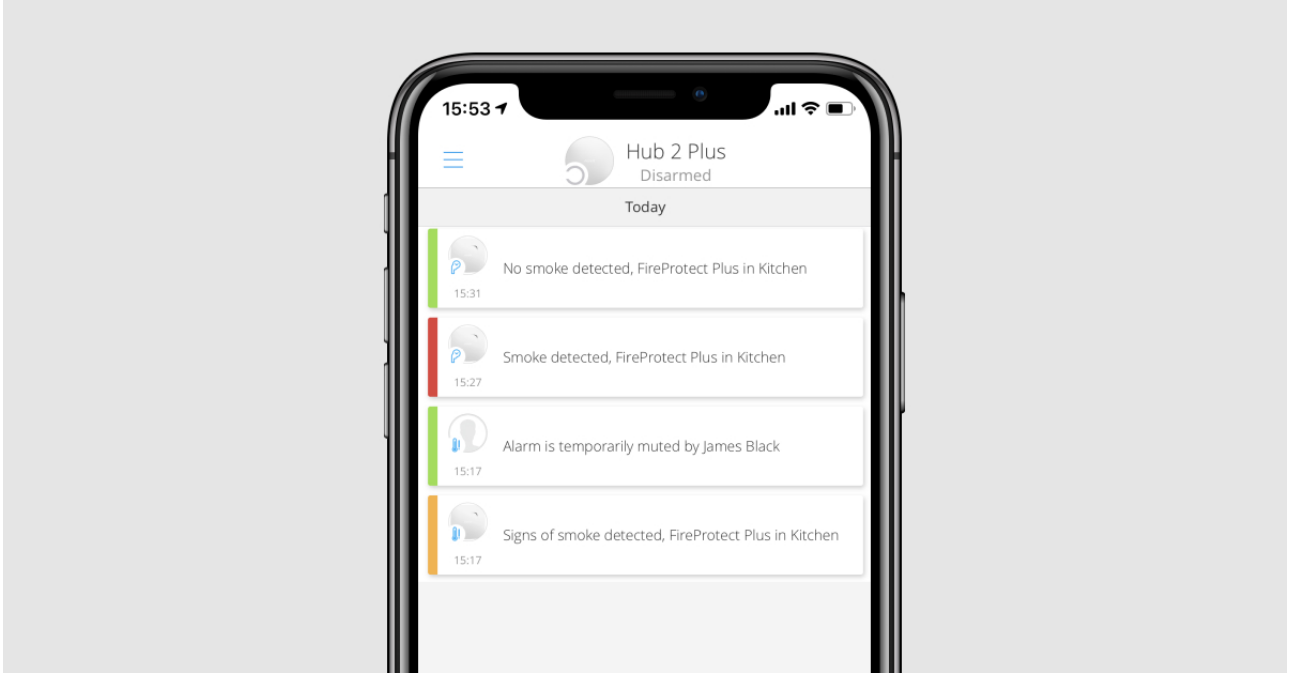 15:53
Hub 2 Plus
Disarmed
Today
No smoke detected, FireProtect Plus in Kitchen
15:31
Smoke detected, FireProtect Plus in Kitchen
15:27
Alarm is temporarily muted by James Black
15:17
Signs of smoke detected, FireProtect Plus in Kitchen
15:17